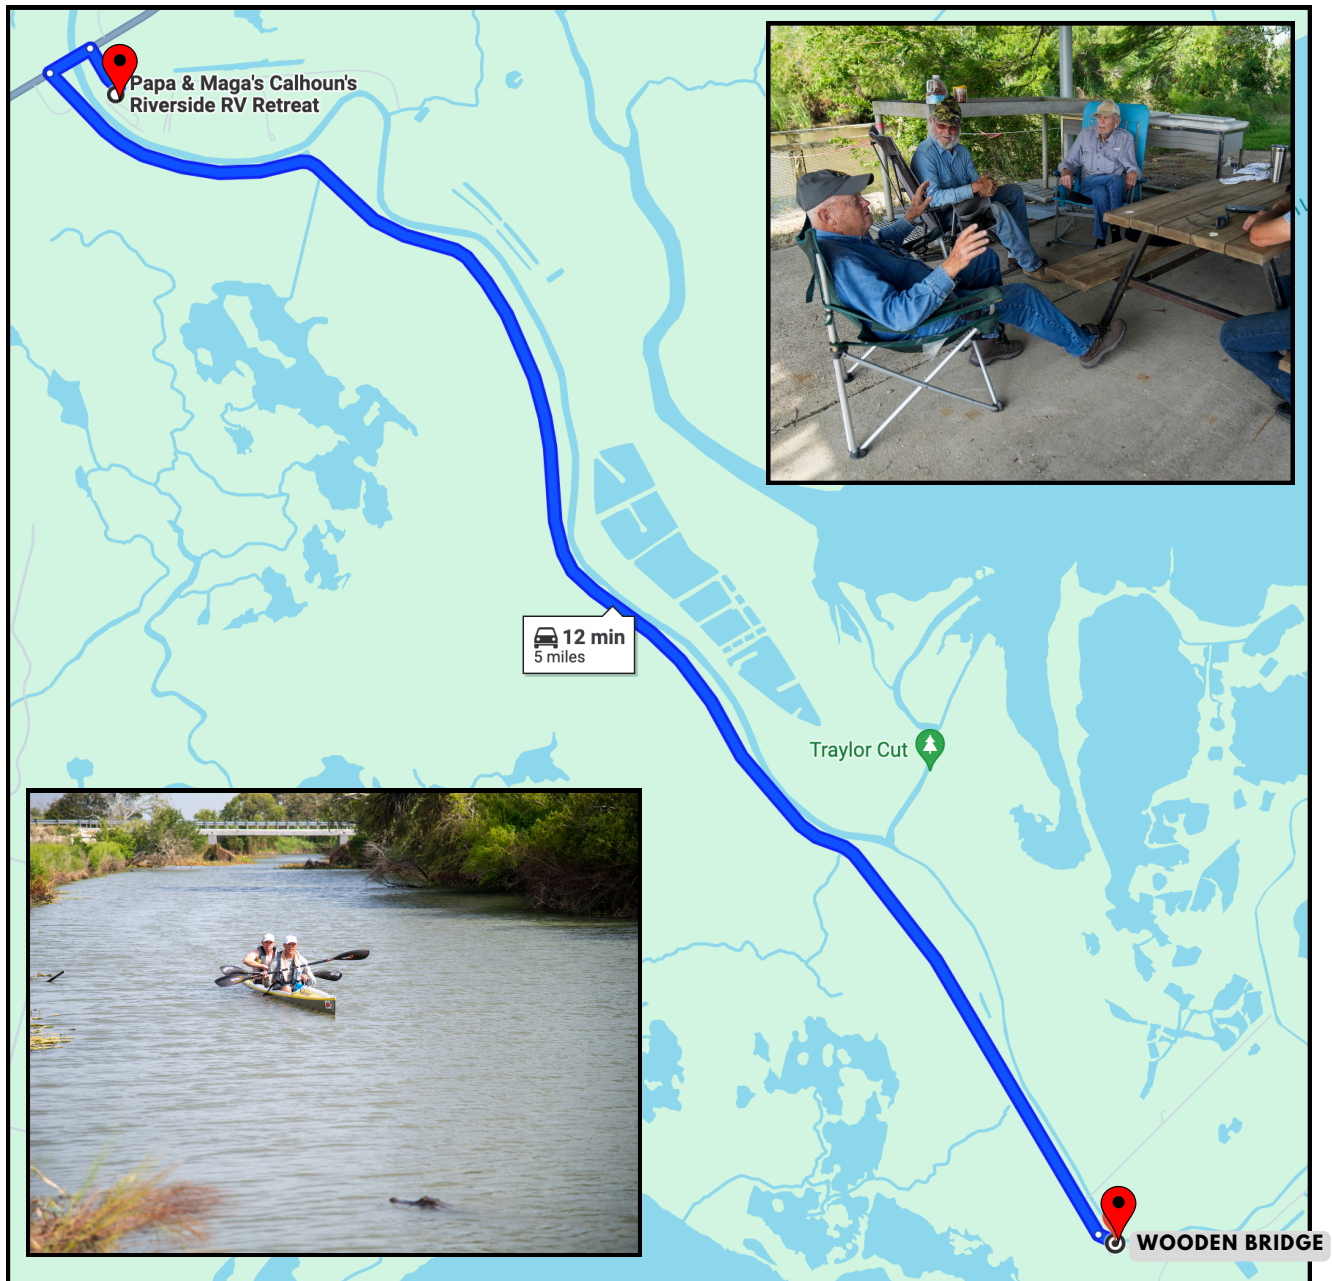 Papa & Maga's Calhoun's
Riverside RV Retreat
12 min
5 miles
Traylor Cut
WOODEN BRIDGE